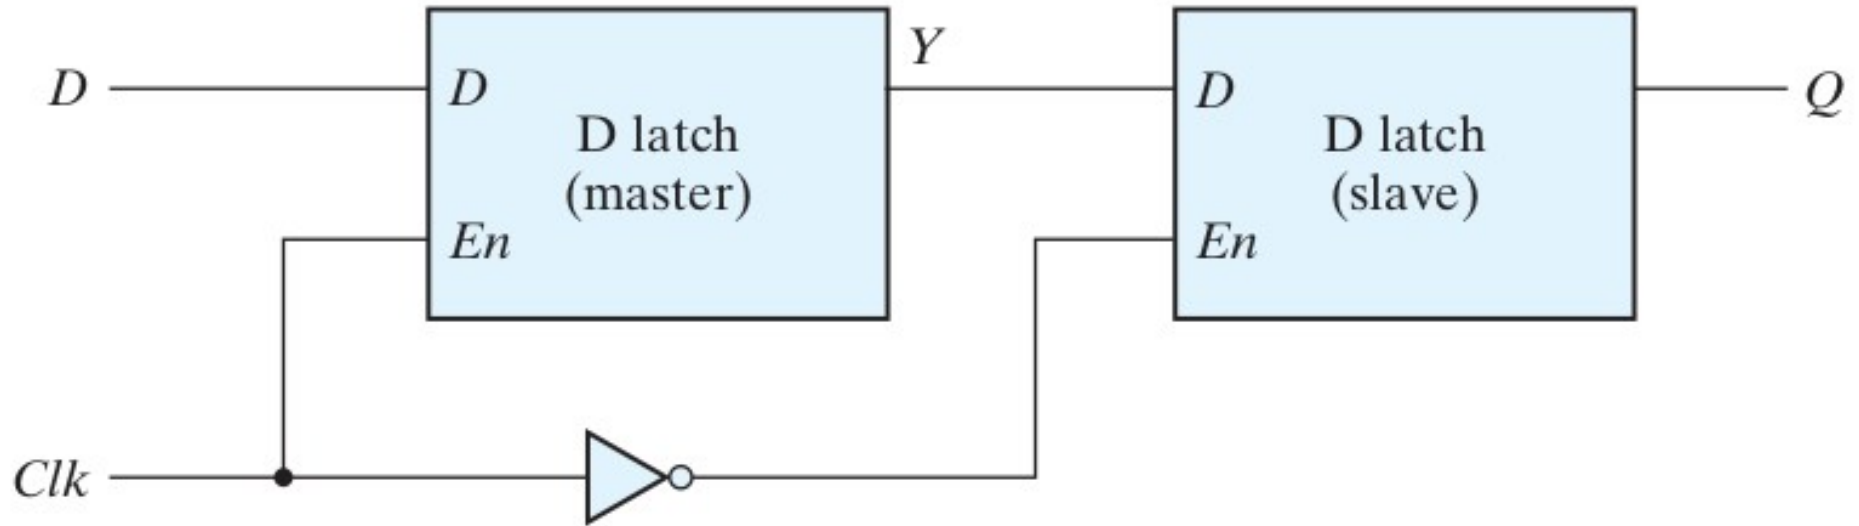 D
D
D latch
(master)
En
Y
D
D latch
(slave)
En
Q
Clk